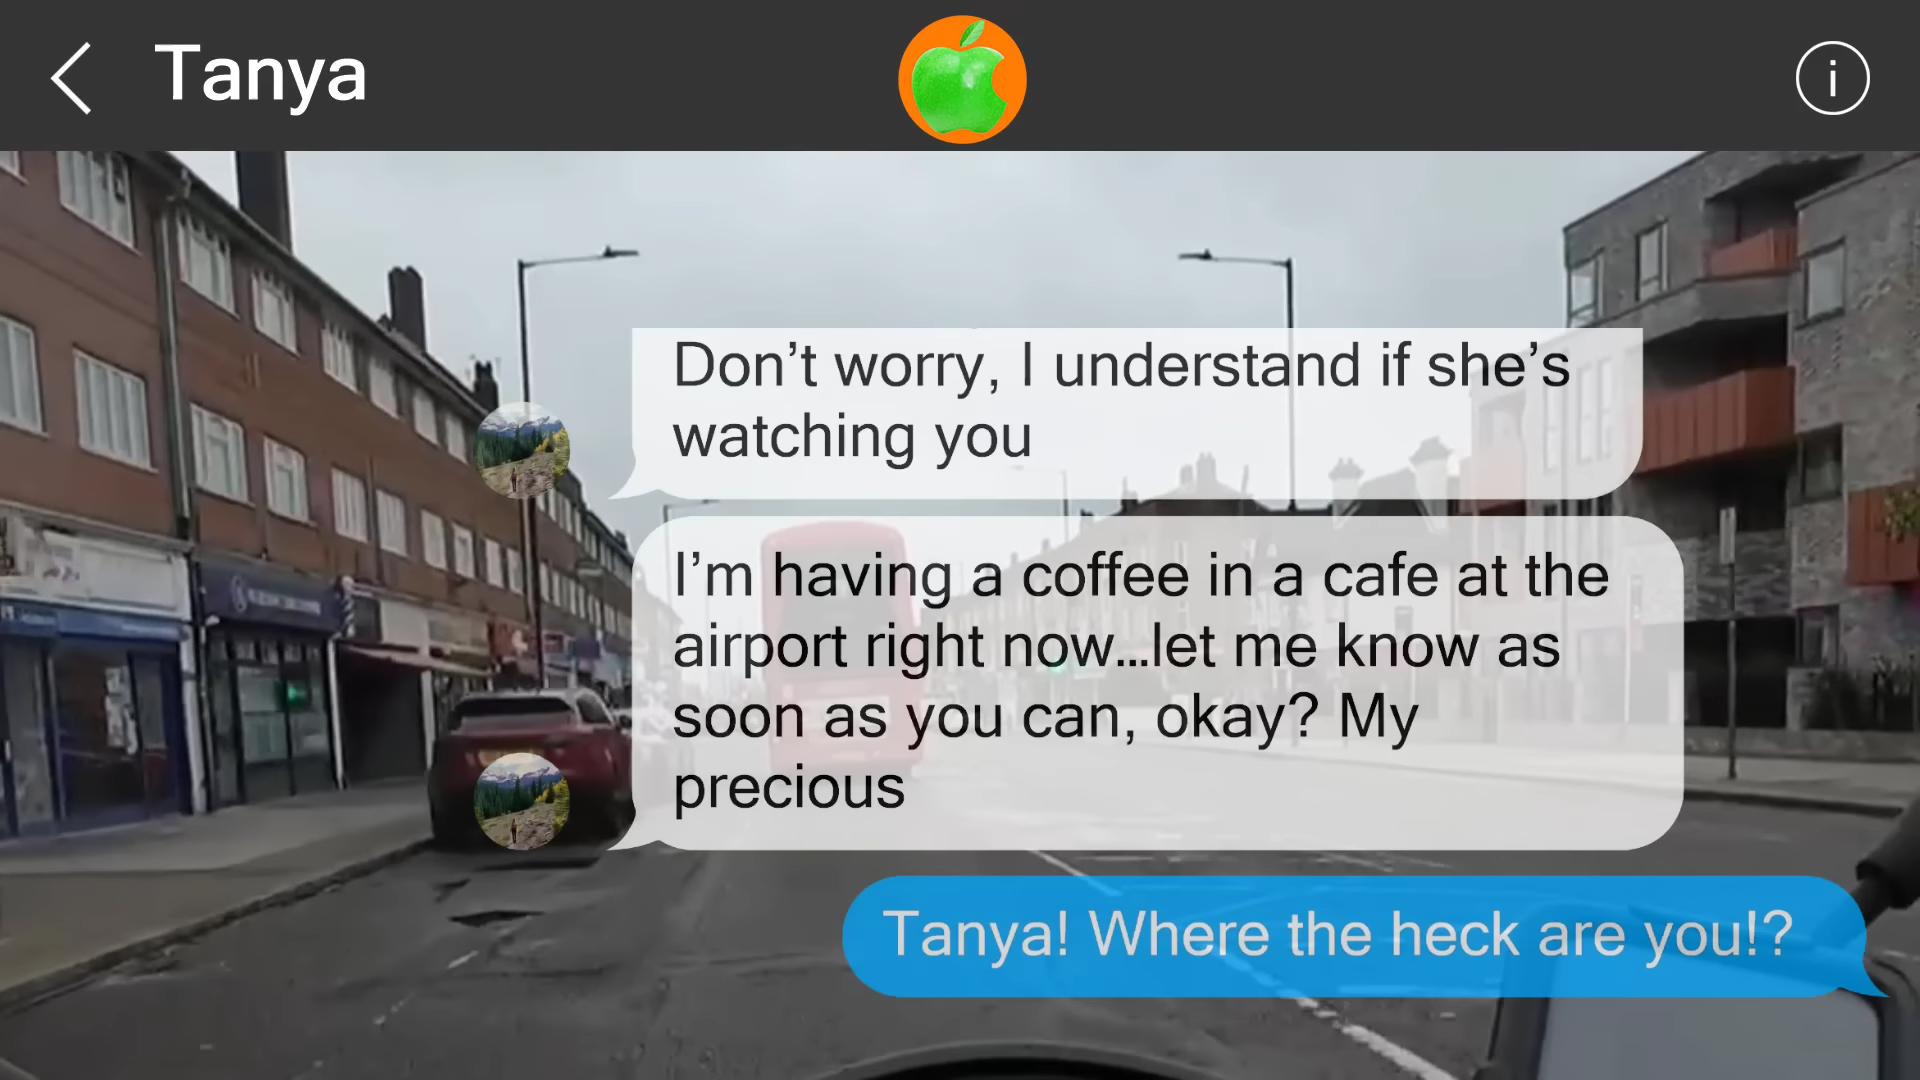 Tanya
Don’t worry, I understand if she’s
watching you
I’m having a coffee in a cafe at the
airport right now...let me know as
soon as you can, okay? My
precious
Tanya! Where the heck are you!?